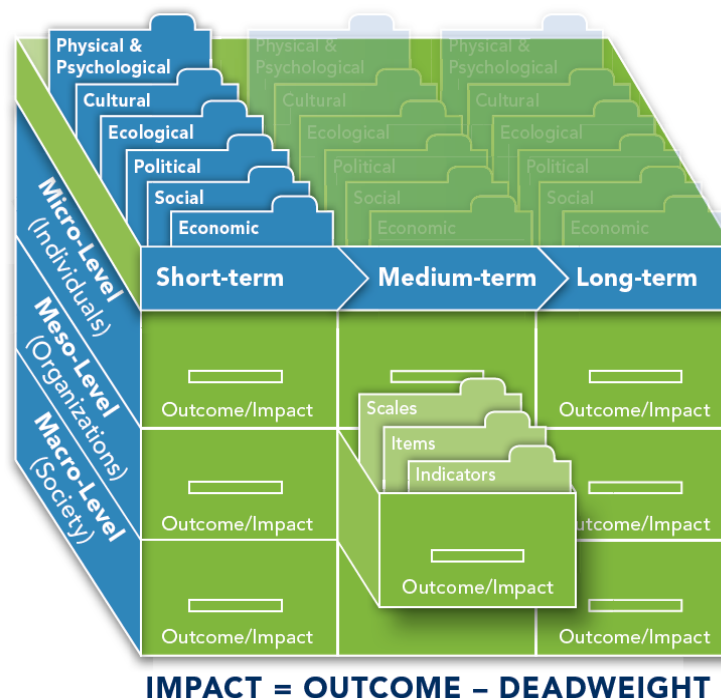 Physical &
Psychological
Cultural
Ecological
Political
Social
Economic
Physical &
Psychological
Cultural
Ecological
Political
Social
Economic
Physical &
Psychological
Cultural
Ecological
Political
Social
Economic
Micro-Level
(Individuals)
Meso-Level
(Organizations)
Macro-Level
(Society)
Short-term
Medium-term
Long-term
Outcome/Impact
Scales
Items
Indicators
Outcome/Impact
Outcome/Impact
Outcome/Impact
Outcome/Impact
Outcome/Impact
Outcome/Impact
Outcome/Impact
IMPACT = OUTCOME – DEADWEIGHT